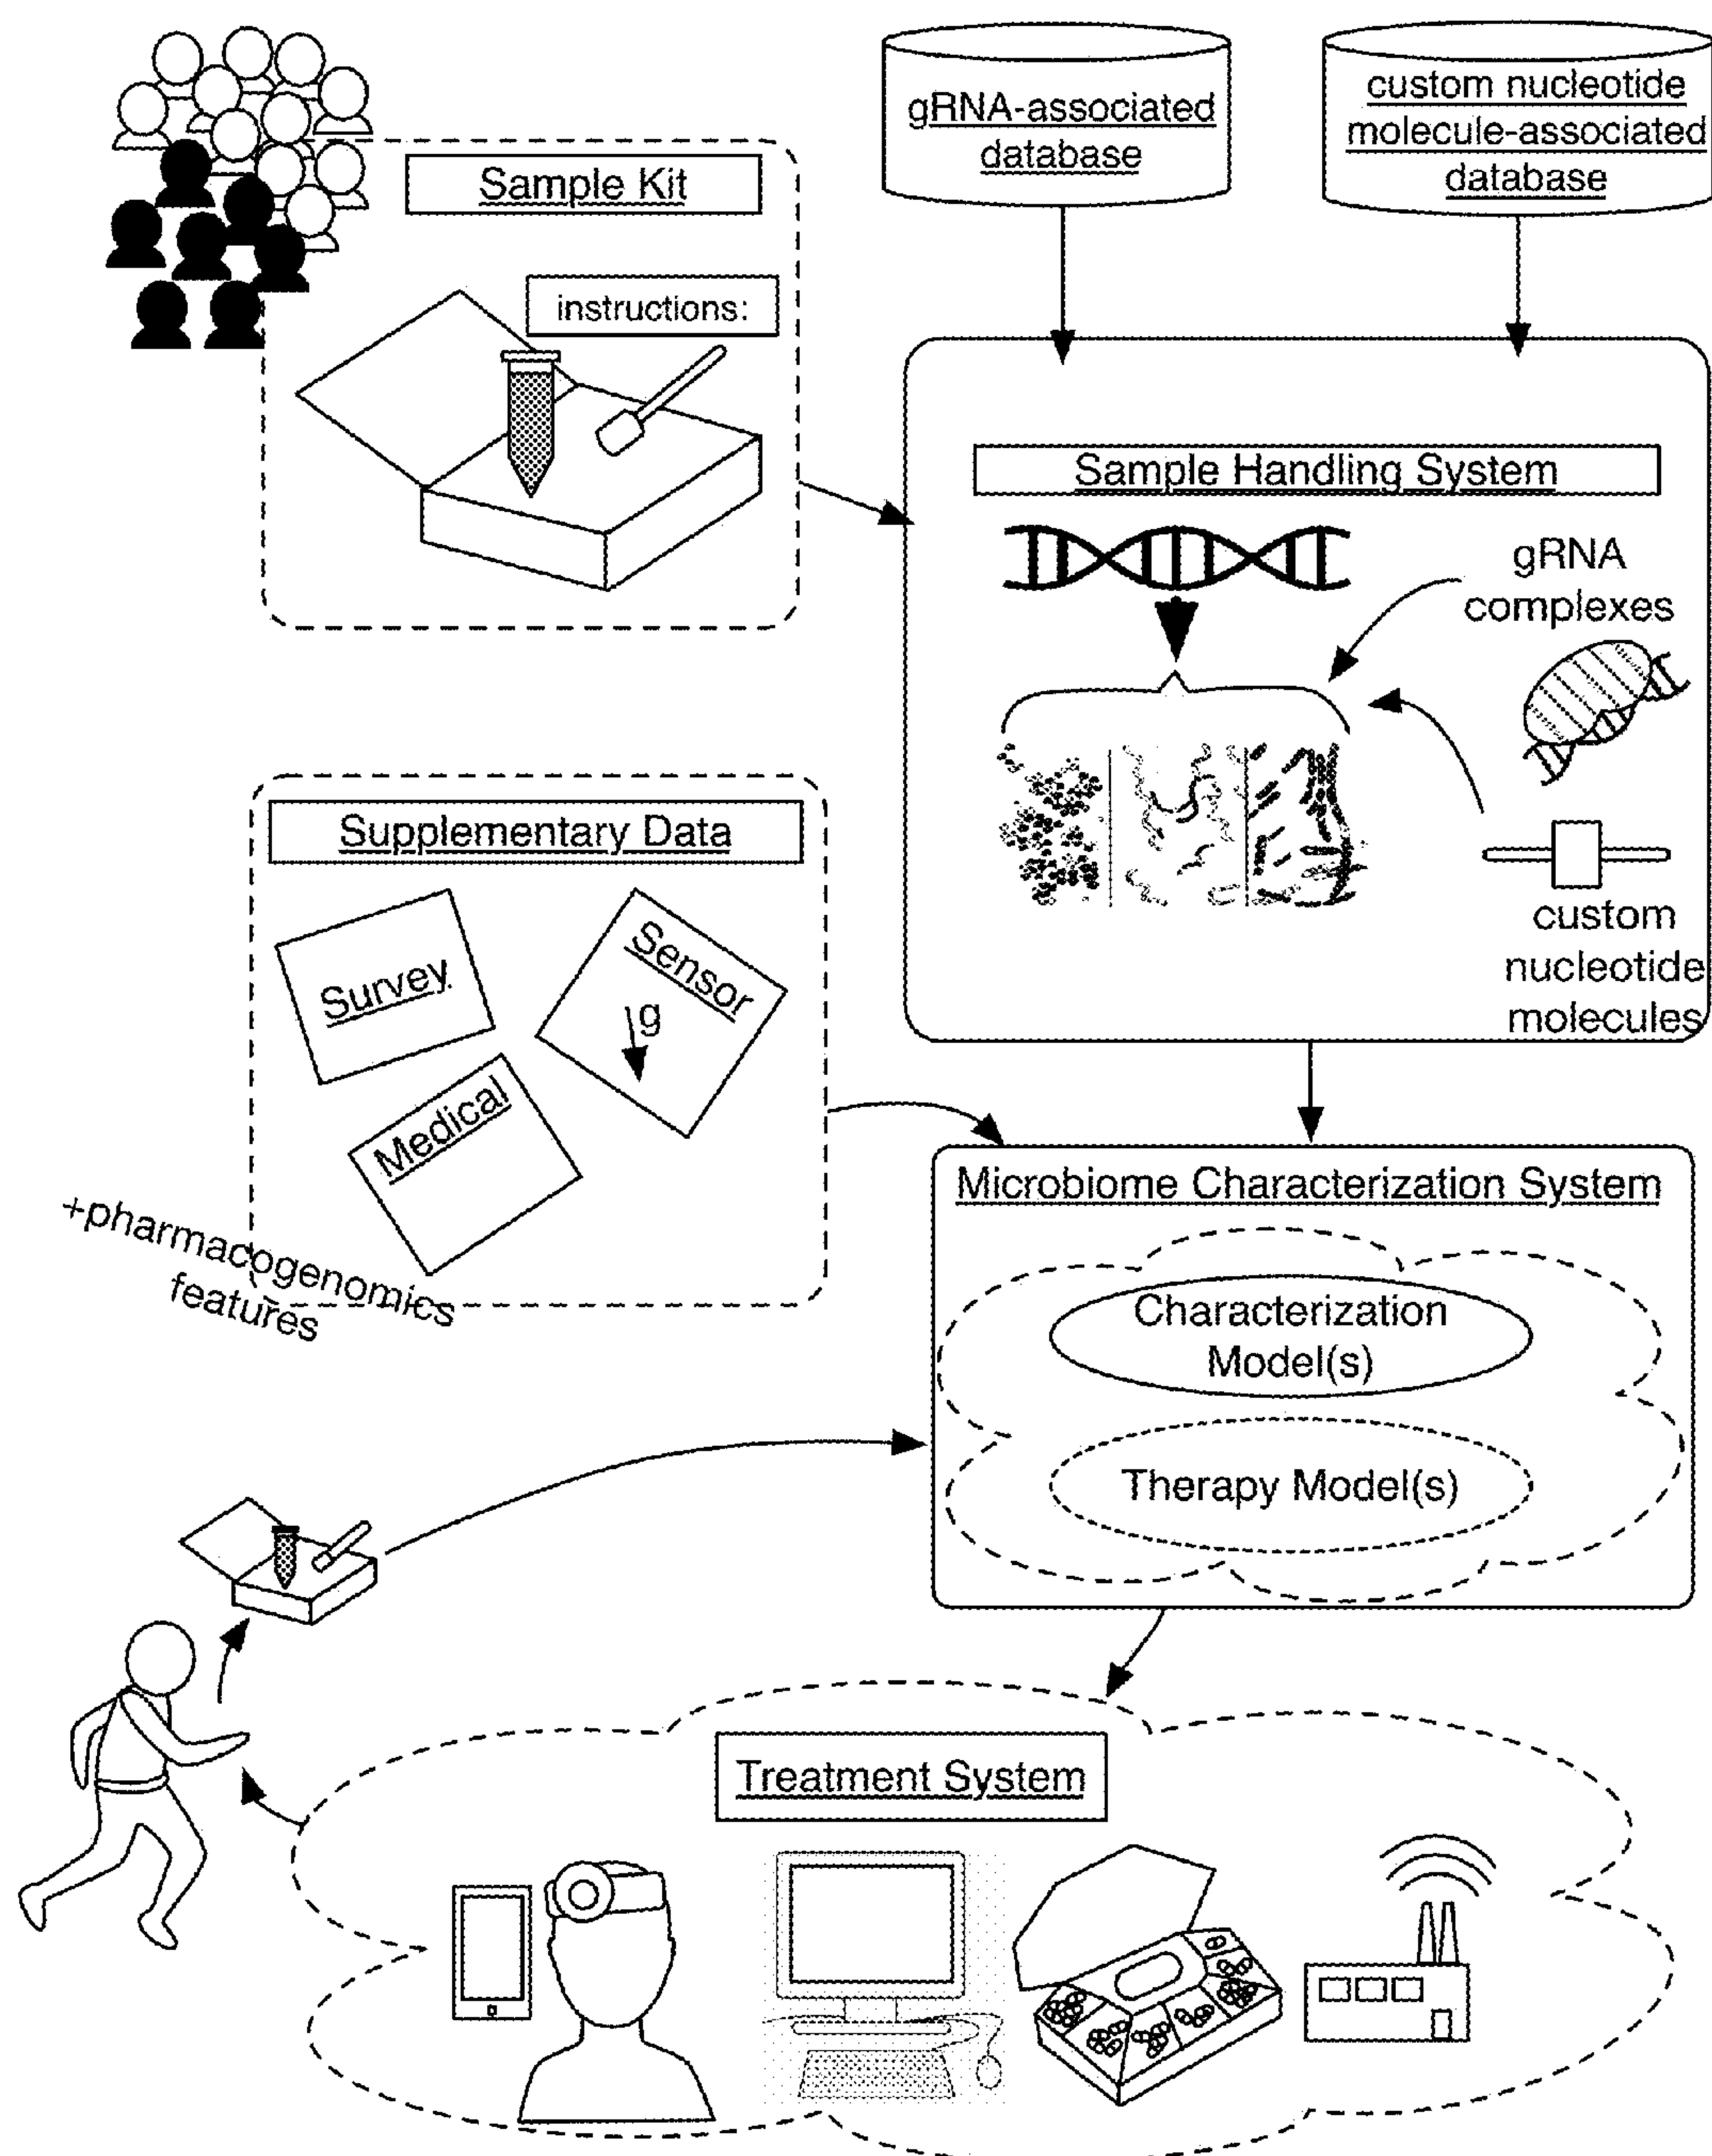 gRNA-associated
database
custom nucleotide
molecule-associated
database
Sample Kit
instructions:
Sample Handling System
gRNA
complexes
custom
nucleotide
molecules
Supplementary Data
Survey
Sensor
g
Medical
+pharmacogenomics
features
Microbiome Characterization System
Characterization
Model(s)
Therapy Model(s)
Treatment System